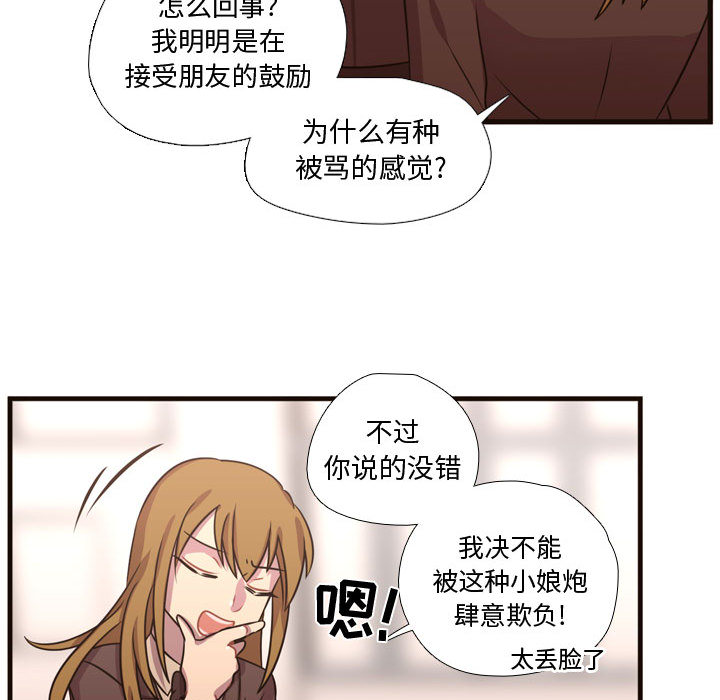 怎么回事?
我明明是在
接受朋友的鼓励
为什么有种
被骂的感觉?
不过
你说的没错
我决不能
被这种小娘炮
肆意欺负!
太丢脸了
嗯!